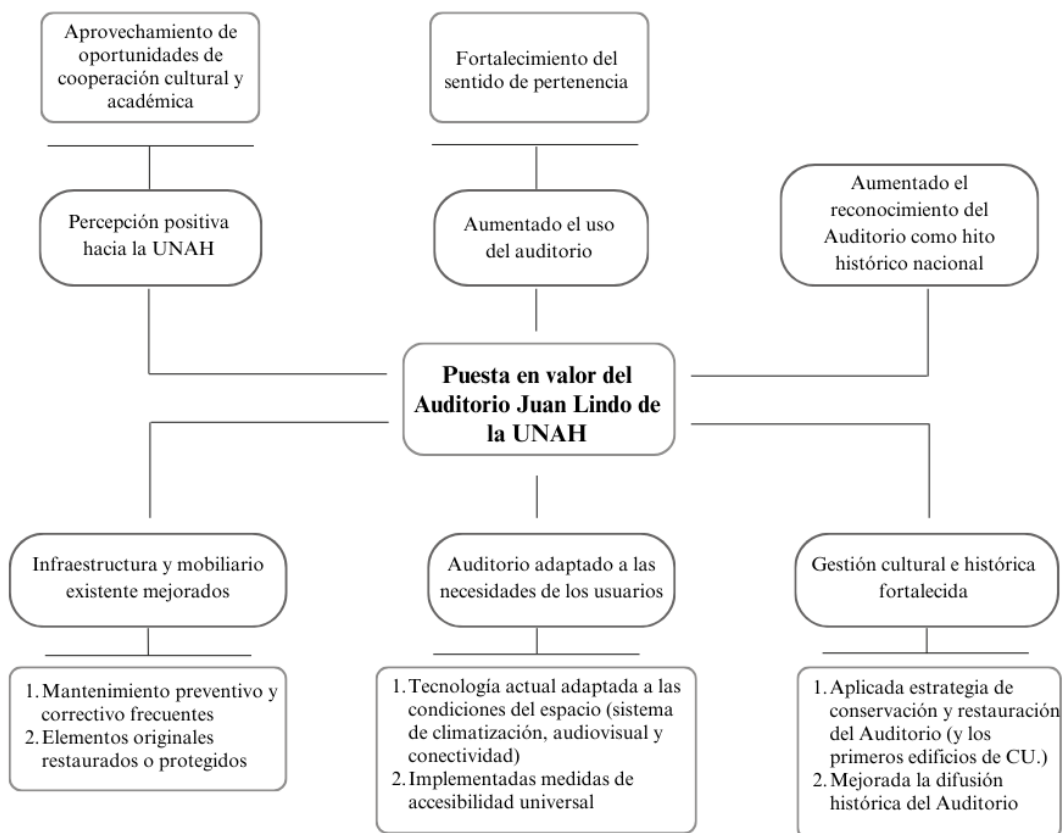 Aprovechamiento de
oportunidades de
cooperación cultural y
académica
Fortalecimiento del
sentido de pertenencia
Percepción positiva
hacia la UNAH
Aumentado el uso
del auditorio
Aumentado el
reconocimiento del
Auditorio como hito
histórico nacional
Puesta en valor del
Auditorio Juan Lindo de
la UNAH
Infraestructura y mobiliario
existente mejorados
Auditorio adaptado a las
necesidades de los usuarios
Gestión cultural e histórica
fortalecida
1. Mantenimiento preventivo y
correctivo frecuentes
2. Elementos originales
restaurados o protegidos
1. Tecnología actual adaptada a las
condiciones del espacio (sistema
de climatización, audiovisual y
conectividad)
2. Implementadas medidas de
accesibilidad universal
1. Aplicada estrategia de
conservación y restauración
del Auditorio (y los
primeros edificios de CU.)
2. Mejorada la difusión
histórica del Auditorio